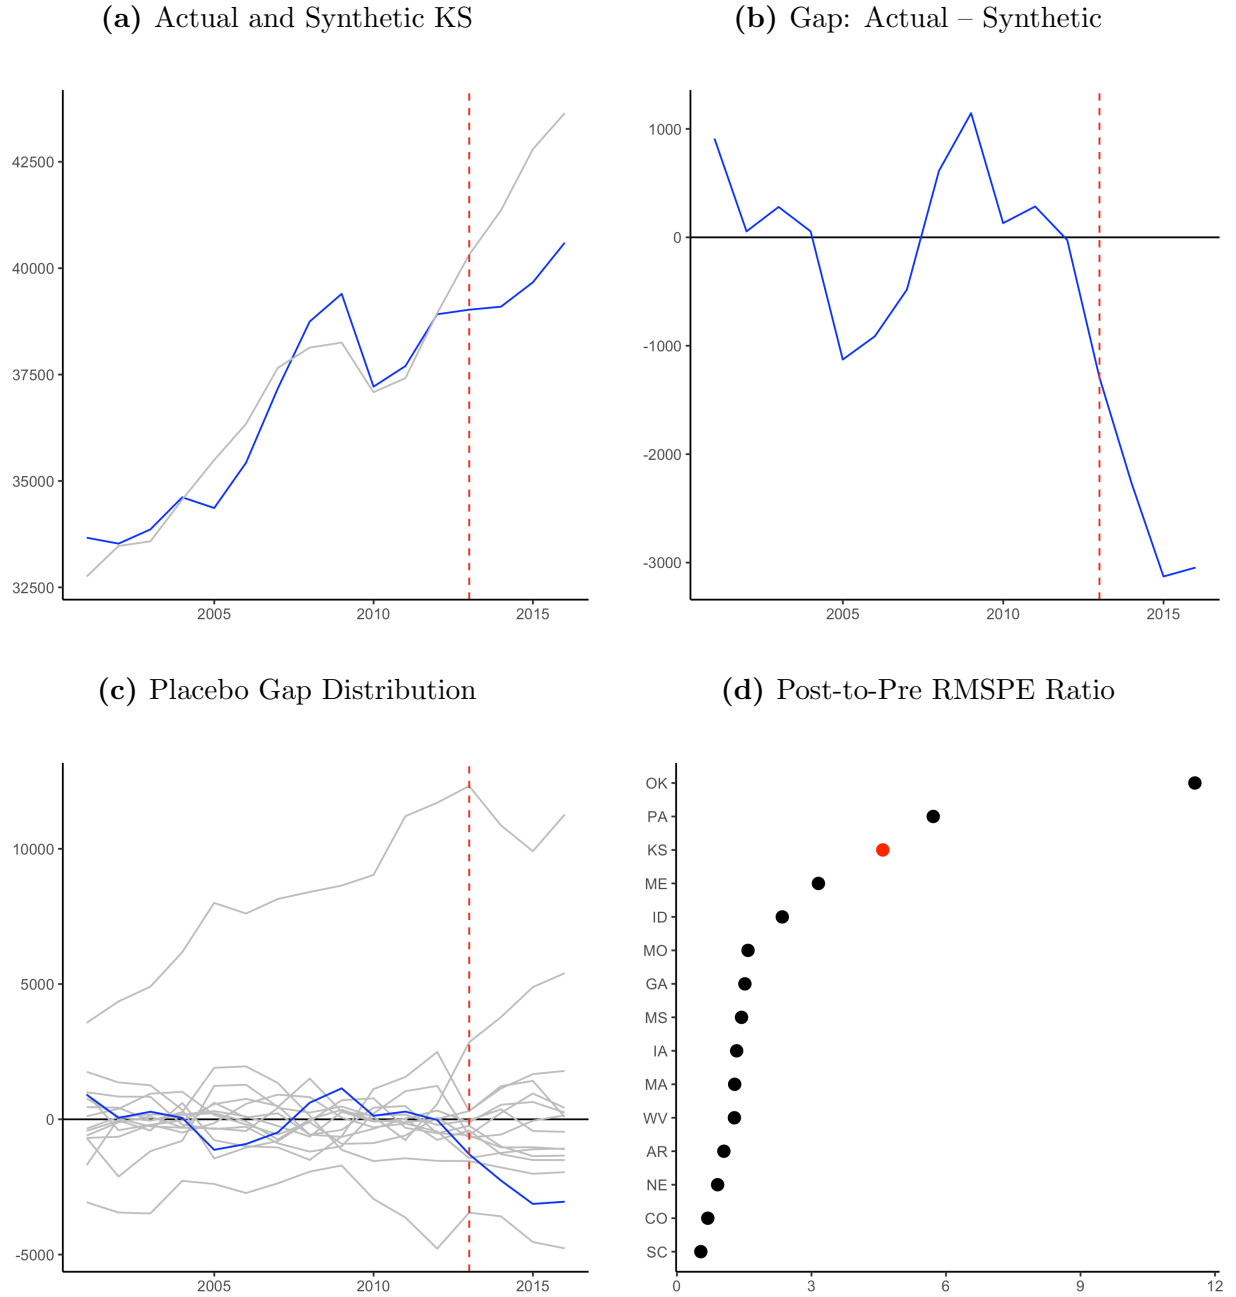 (a) Actual and Synthetic KS
42500
40000
37500
35000
32500
2005 2010 2015
(b) Gap: Actual – Synthetic
1000
0
-1000
-2000
-3000
2005 2010 2015
(c) Placebo Gap Distribution
10000
5000
0
-5000
2005 2010 2015
(d) Post-to-Pre RMSPE Ratio
OK
PA
KS
ME
ID
MO
GA
MS
IA
MA
WV
AR
NE
CO
SC
0 3 6 9 12